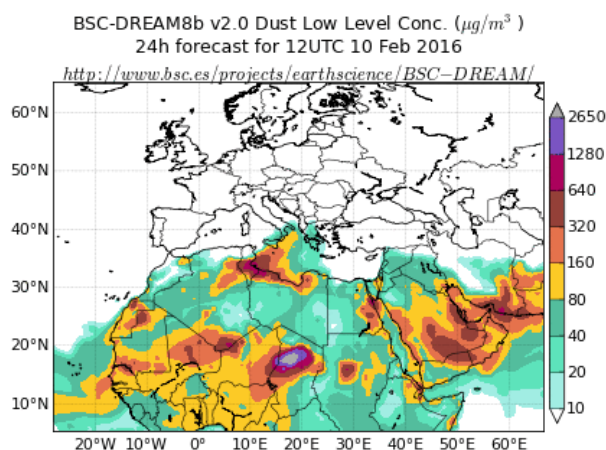 BSC-DREAM8b v2.0 Dust Low Level Conc. (μg/m³ )
24h forecast for 12UTC 10 Feb 2016
http://www.bsc.es/projects/earthscience/BSC−DREAM/
60°N
50°N
40°N
30°N
20°N
10°N
20°W 10°W 0° 10°E 20°E 30°E 40°E 50°E 60°E
2650
1280
640
320
160
80
40
20
10